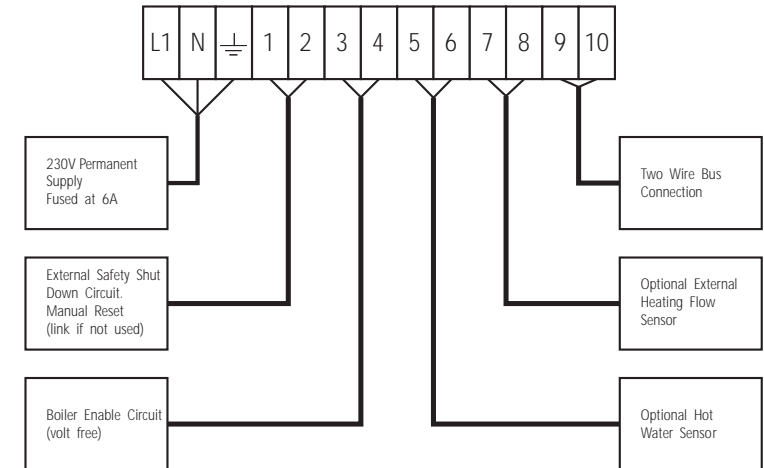 L1 N 1 2 3 4 5 6 7 8 9 10
230V Permanent
Supply
Fused at 6A
Two Wire Bus
Connection
External Safety Shut
Down Circuit.
Manual Reset
(link if not used)
Optional External
Heating Flow
Sensor
Boiler Enable Circuit
(volt free)
Optional Hot
Water Sensor